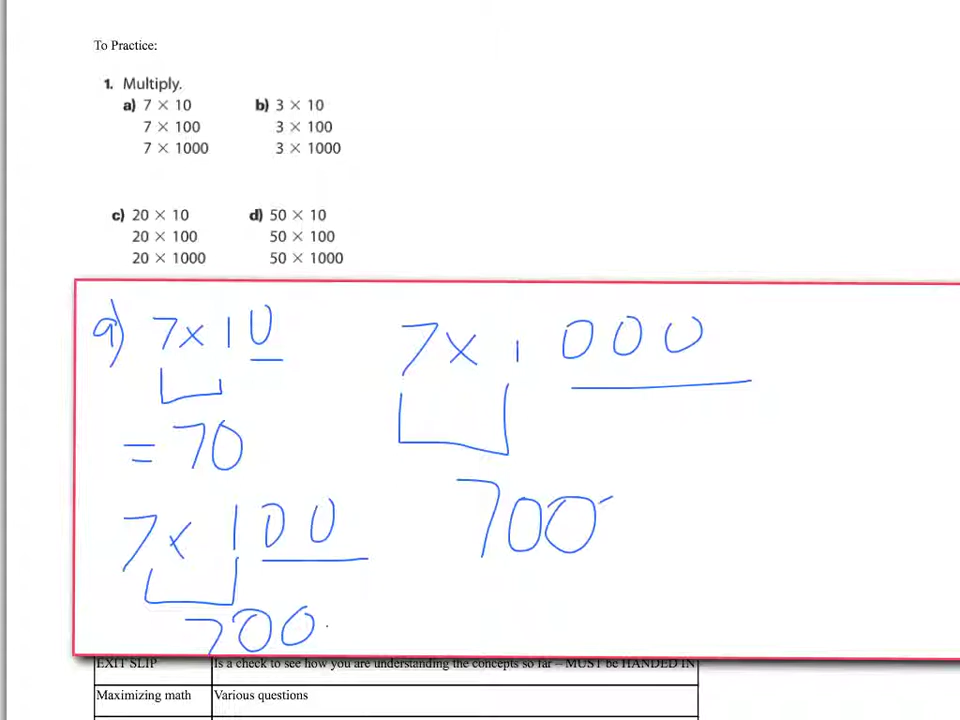 To Practice:
1. Multiply.
a) 7 × 10 b) 3 × 10
7 × 100 3 × 100
7 × 1000 3 × 1000
c) 20 × 10 d) 50 × 10
20 × 100 50 × 100
20 × 1000 50 × 1000
a) 7 × 10
= 70
7 × 100
700
7 × 1000
700
EXIT SLIP Is a check to see how you are understanding the concepts so far – MUST be HANDED IN
Maximizing math Various questions